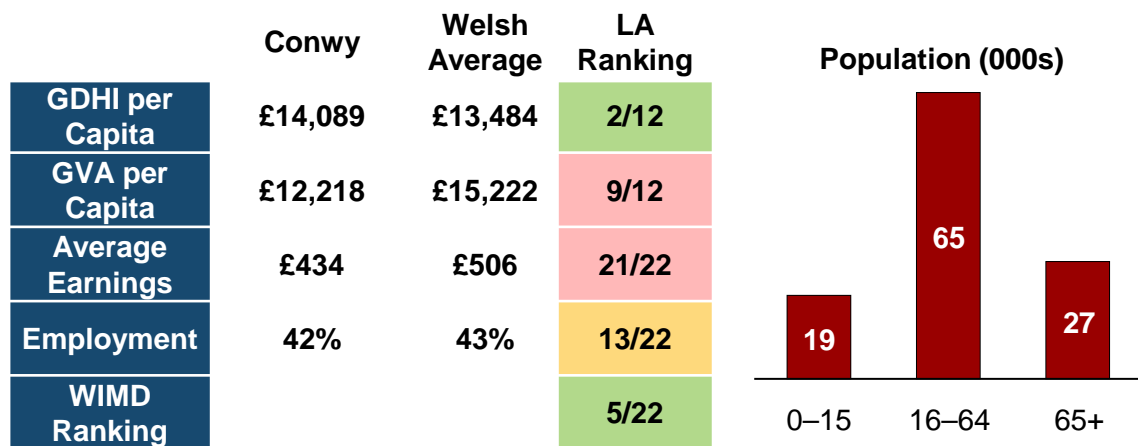 Conwy
Welsh
Average
LA
Ranking
GDHI per
Capita
£14,089
£13,484
2/12
GVA per
Capita
£12,218
£15,222
9/12
Average
Earnings
£434
£506
21/22
Employment
42%
43%
13/22
WIMD
Ranking
5/22
Population (000s)
19
65
27
0–15
16–64
65+